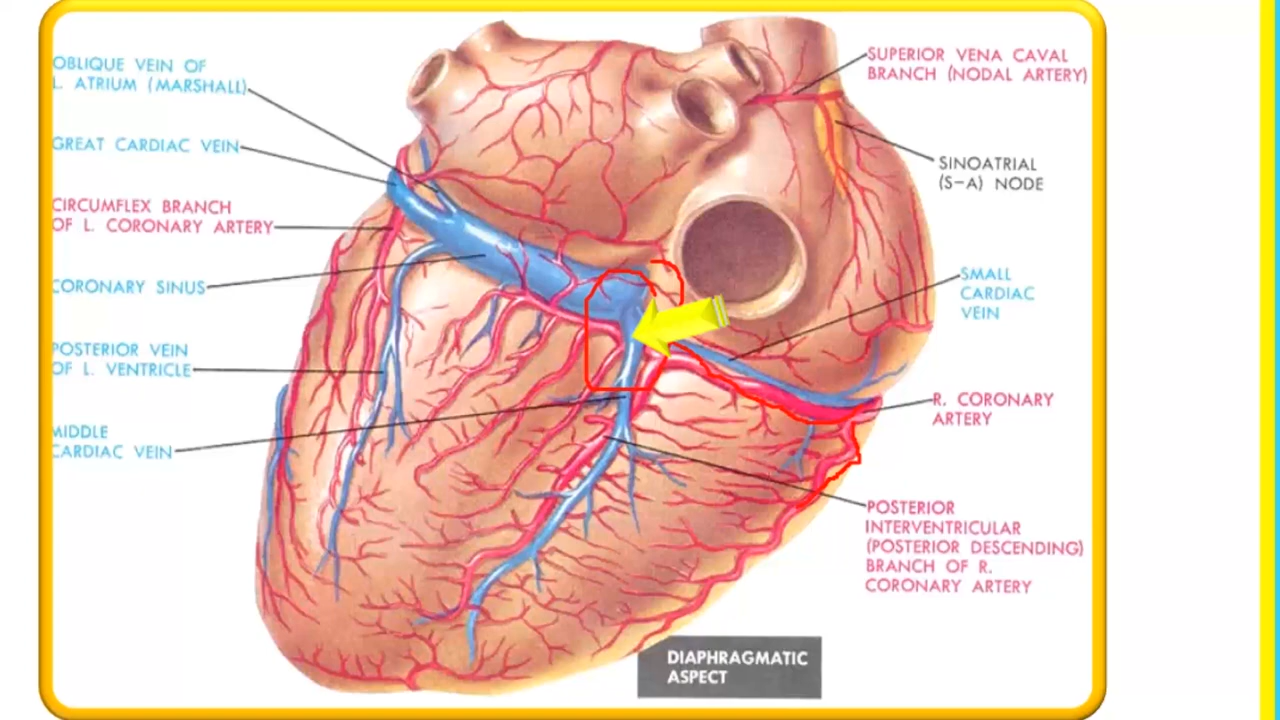 OBLIQUE VEIN OF
L. ATRIUM (MARSHALL)
GREAT CARDIAC VEIN
CIRCUMFLEX BRANCH
OF L. CORONARY ARTERY
CORONARY SINUS
POSTERIOR VEIN
OF L. VENTRICLE
MIDDLE
CARDIAC VEIN
SUPERIOR VENA CAVAL
BRANCH (NODAL ARTERY)
SINOATRIAL
(S-A) NODE
SMALL
CARDIAC
VEIN
R. CORONARY
ARTERY
POSTERIOR
INTERVENTRICULAR
(POSTERIOR DESCENDING)
BRANCH OF R.
CORONARY ARTERY
DIAPHRAGMATIC
ASPECT